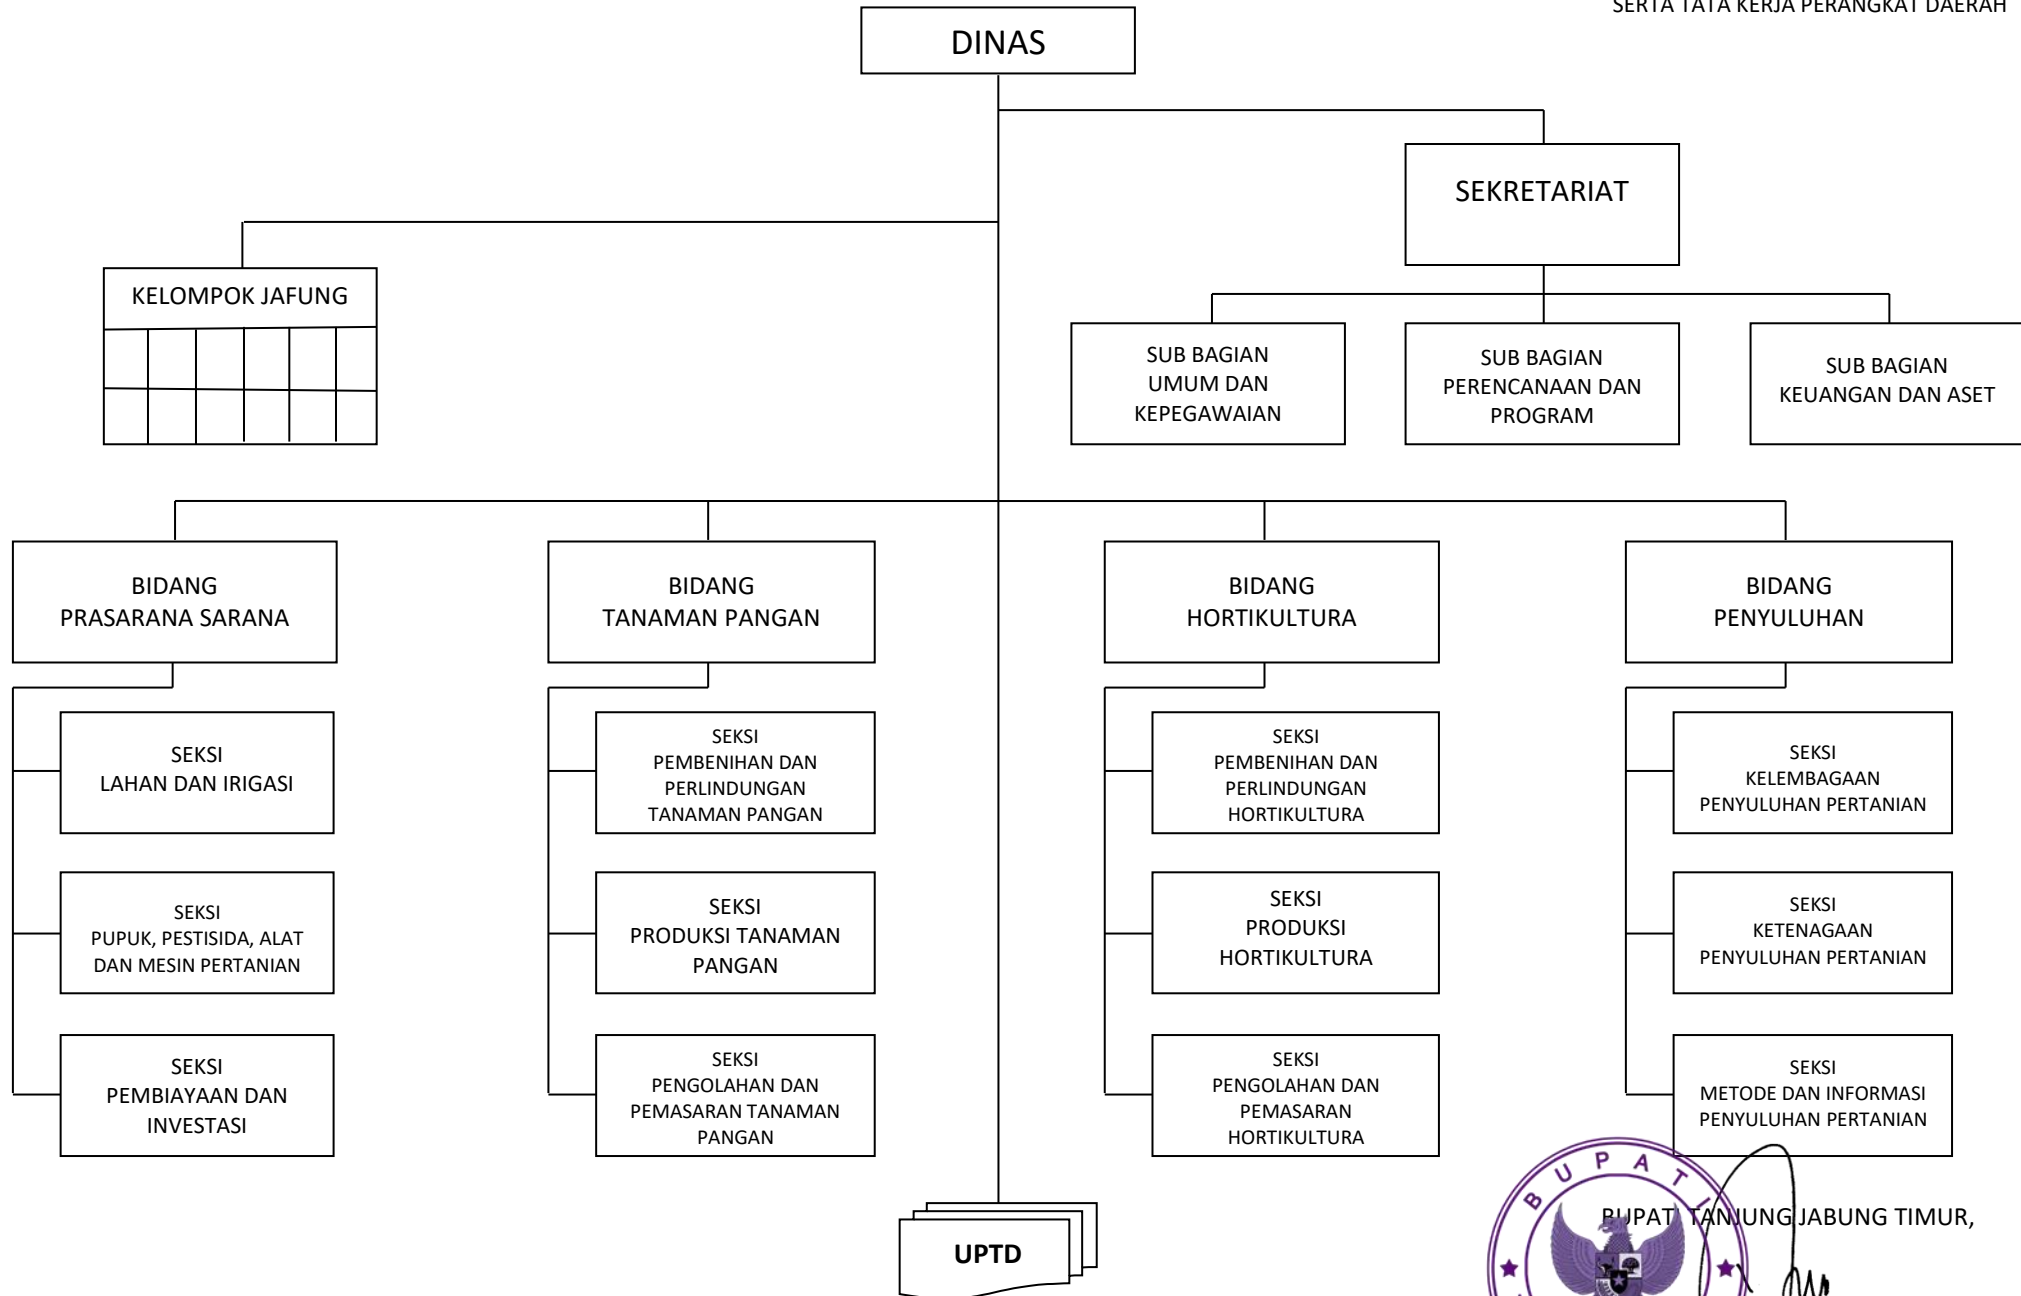 SERTA TATA KERJA PERANGKAT DAERAH
DINAS
SEKRETARIAT
KELOMPOK JAFUNG
SUB BAGIAN
UMUM DAN
KEPEGAWAIAN
SUB BAGIAN
PERENCANAAN DAN
PROGRAM
SUB BAGIAN
KEUANGAN DAN ASET
BIDANG
PRASARANA SARANA
BIDANG
TANAMAN PANGAN
BIDANG
HORTIKULTURA
BIDANG
PENYULUHAN
SEKSI
LAHAN DAN IRIGASI
SEKSI
PEMBENIHAN DAN
PERLINDUNGAN
TANAMAN PANGAN
SEKSI
PEMBENIHAN DAN
PERLINDUNGAN
HORTIKULTURA
SEKSI
KELEMBAGAAN
PENYULUHAN PERTANIAN
SEKSI
PUPUK, PESTISIDA, ALAT
DAN MESIN PERTANIAN
SEKSI
PRODUKSI TANAMAN
PANGAN
SEKSI
PRODUKSI
HORTIKULTURA
SEKSI
KETENAGAAN
PENYULUHAN PERTANIAN
SEKSI
PEMBIAYAAN DAN
INVESTASI
SEKSI
PENGOLAHAN DAN
PEMASARAN TANAMAN
PANGAN
SEKSI
PENGOLAHAN DAN
PEMASARAN
HORTIKULTURA
SEKSI
METODE DAN INFORMASI
PENYULUHAN PERTANIAN
BUPATI
BUPATI TANJUNG JABUNG TIMUR,
UPTD